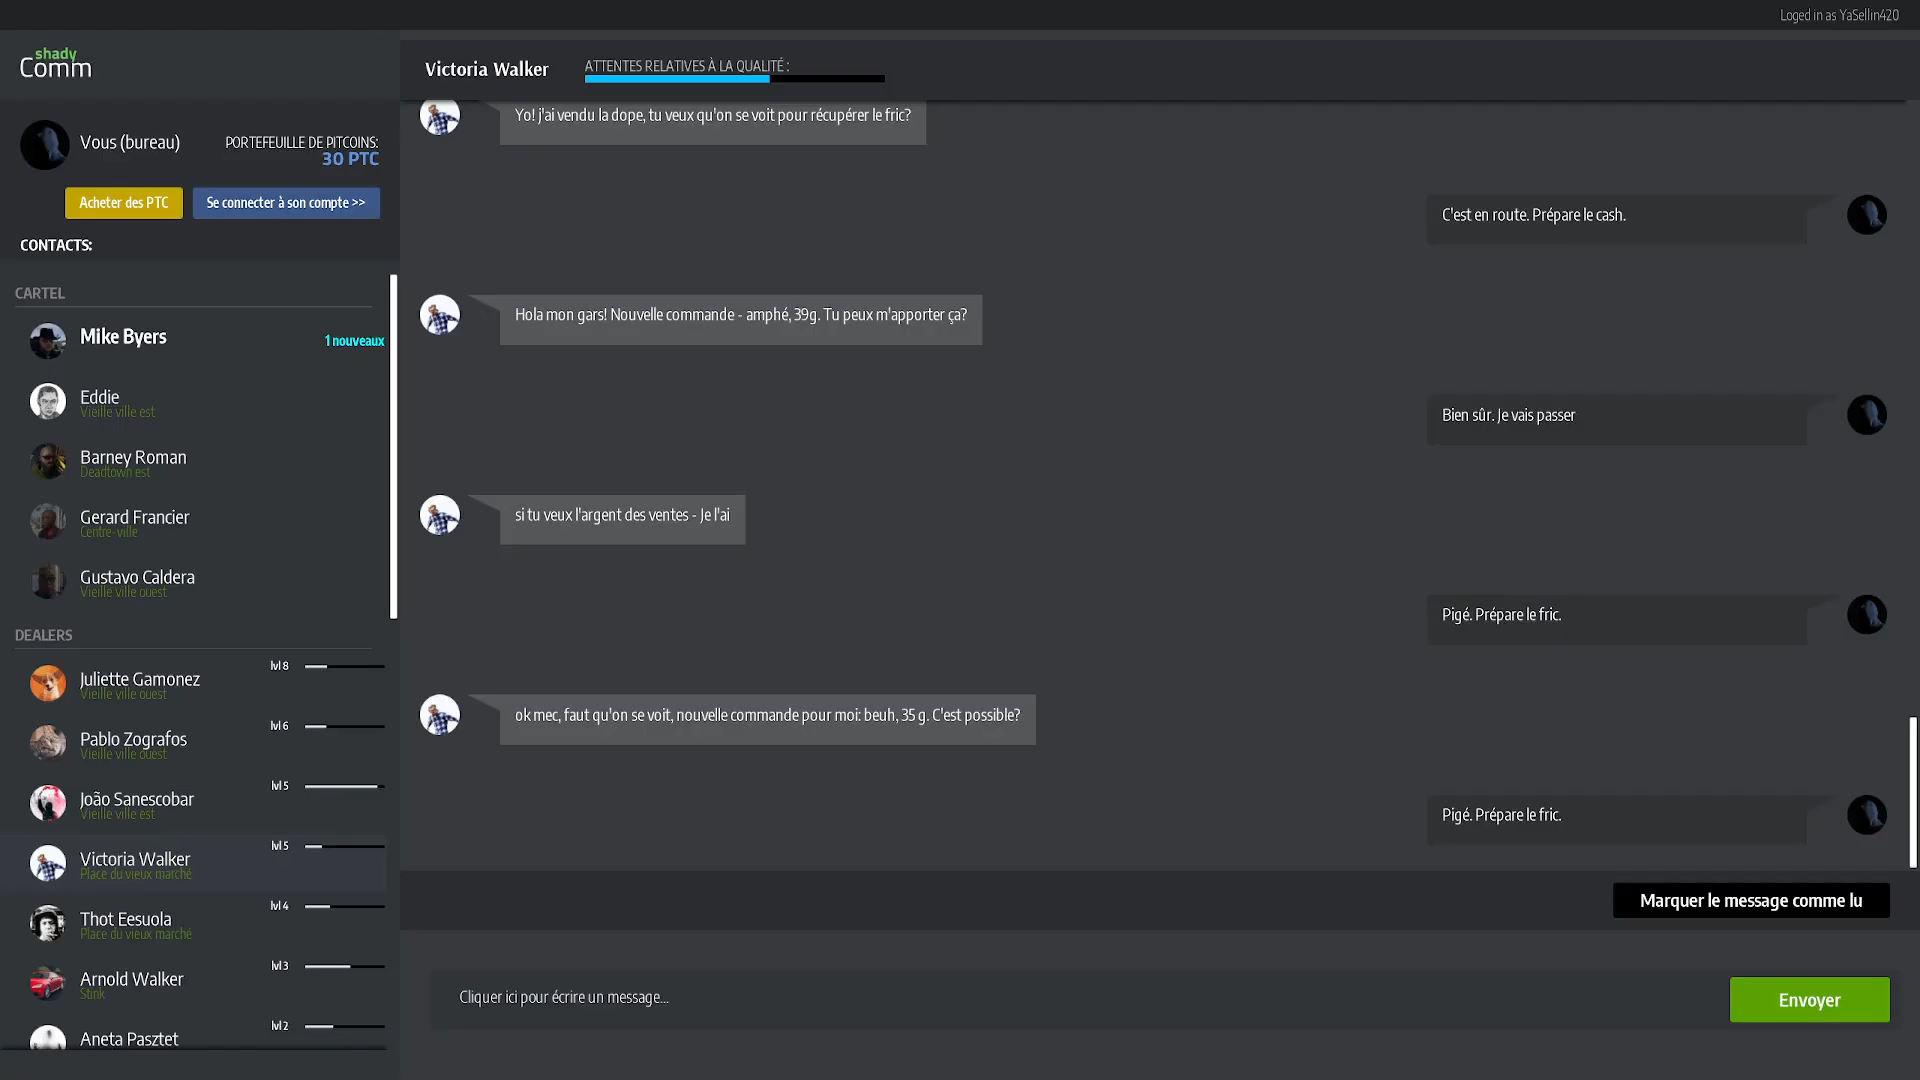 Loged in as YaSellin420
shady
Comm
Victoria Walker
ATTENTES RELATIVES À LA QUALITÉ :
Vous (bureau)
PORTEFEUILLE DE PITCOINS:
30 PTC
Acheter des PTC
Se connecter à son compte >>
CONTACTS:
CARTEL
Mike Byers
1 nouveaux
Eddie
Vieille ville est
Barney Roman
Deadtown est
Gerard Francier
Centre-ville
Gustavo Caldera
Vieille ville ouest
DEALERS
Juliette Gamonez
lvl 8
Vieille ville ouest
Pablo Zografos
lvl 6
Vieille ville ouest
João Sanescobar
lvl 5
Vieille ville est
Victoria Walker
lvl 5
Place du vieux marché
Thot Eesuola
lvl 4
Place du vieux marché
Arnold Walker
lvl 3
Stink
Aneta Pasztet
lvl 2
Yo! j'ai vendu la dope, tu veux qu'on se voit pour récupérer le fric?
C'est en route. Prépare le cash.
Hola mon gars! Nouvelle commande - amphé, 39g. Tu peux m'apporter ça?
Bien sûr. Je vais passer
si tu veux l'argent des ventes - Je l'ai
Pigé. Prépare le fric.
ok mec, faut qu'on se voit, nouvelle commande pour moi: beuh, 35 g. C'est possible?
Pigé. Prépare le fric.
Marquer le message comme lu
Cliquer ici pour écrire un message...
Envoyer